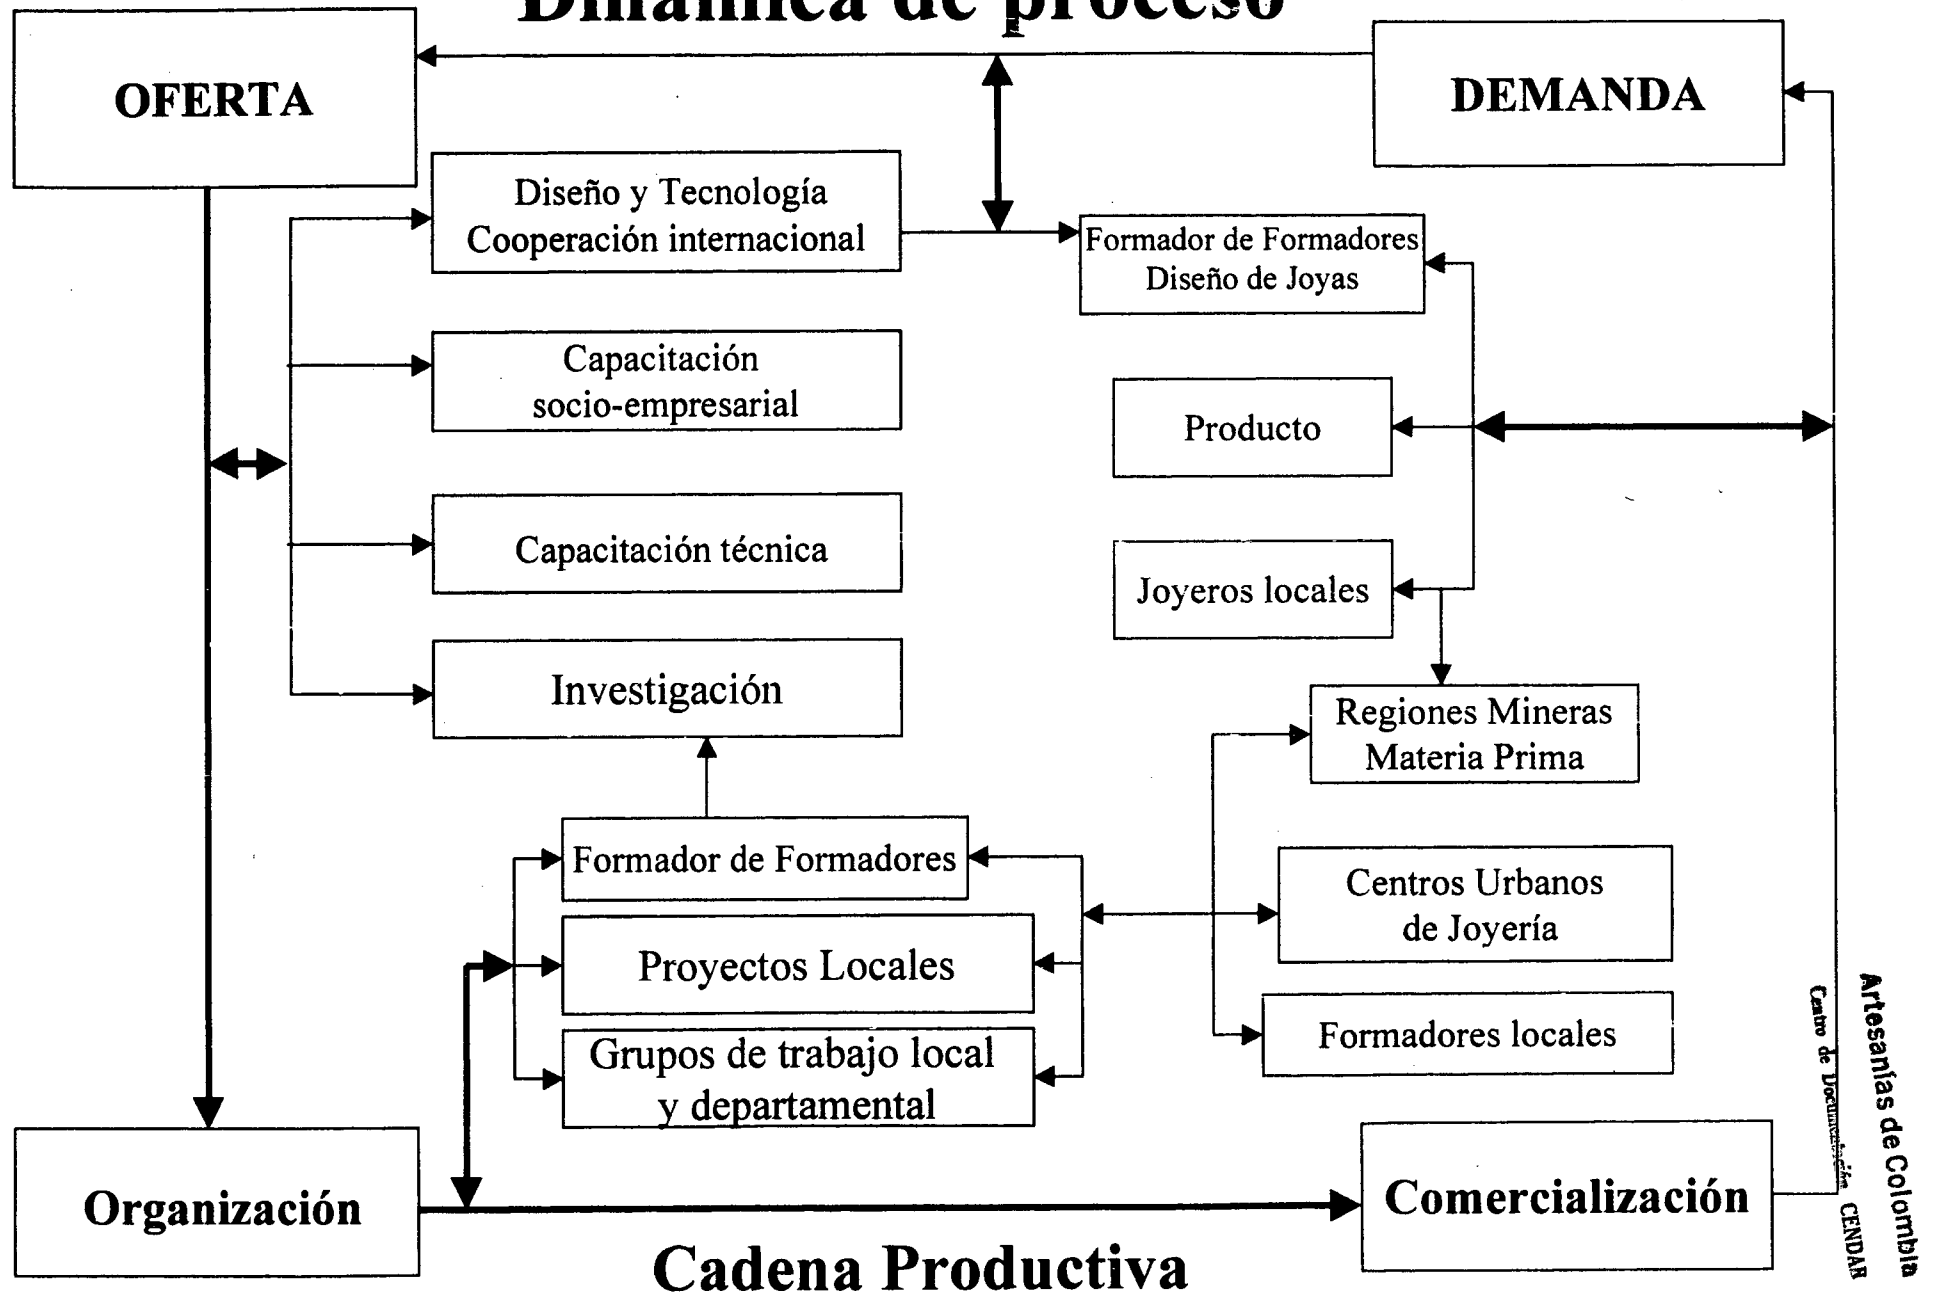 Dinámica de proceso
OFERTA
DEMANDA
Diseño y Tecnología
Cooperación internacional
Formador de Formadores
Diseño de Joyas
Capacitación
socio-empresarial
Producto
Capacitación técnica
Joyeros locales
Investigación
Regiones Mineras
Materia Prima
Formador de Formadores
Centros Urbanos
de Joyería
Proyectos Locales
Formadores locales
Grupos de trabajo local
y departamental
Organización
Comercialización
Cadena Productiva
Artesanías de Colombia
Centro de Documentación CENDAR